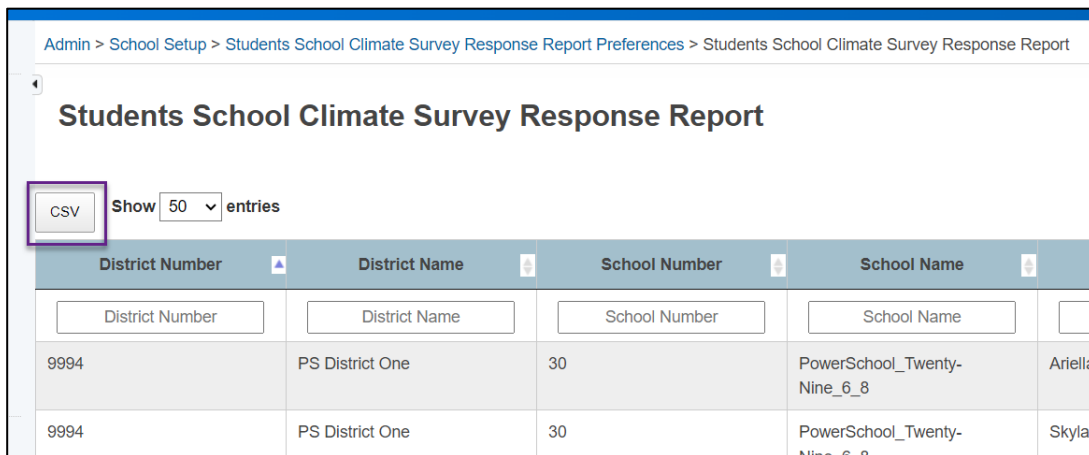 Admin > School Setup > Students School Climate Survey Response Report Preferences > Students School Climate Survey Response Report
Students School Climate Survey Response Report
CSV Show 50 entries
District Number District Name School Number School Name
District Number District Name School Number School Name
9994 PS District One 30 PowerSchool_Twenty-
Nine_6_8
9994 PS District One 30 PowerSchool_Twenty-